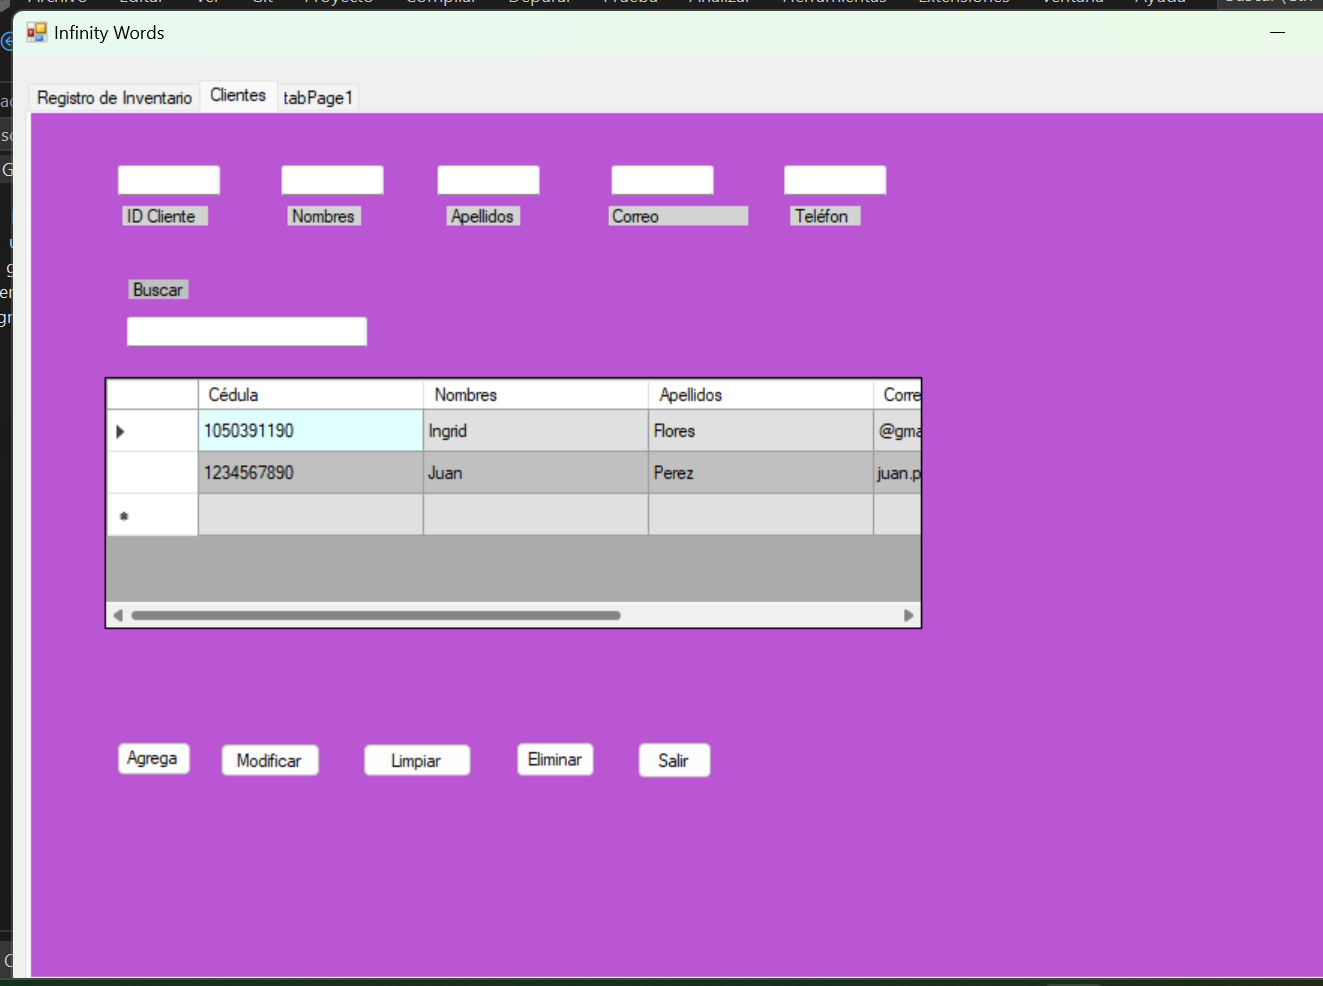 Infinity Words
Registro de Inventario Clientes tabPage1
ID Cliente Nombres Apellidos Correo Teléfon
Buscar
Cédula Nombres Apellidos Corre
1050391190 Ingrid Flores @gma
1234567890 Juan Perez juan.p
Agrega Modificar Limpiar Eliminar Salir